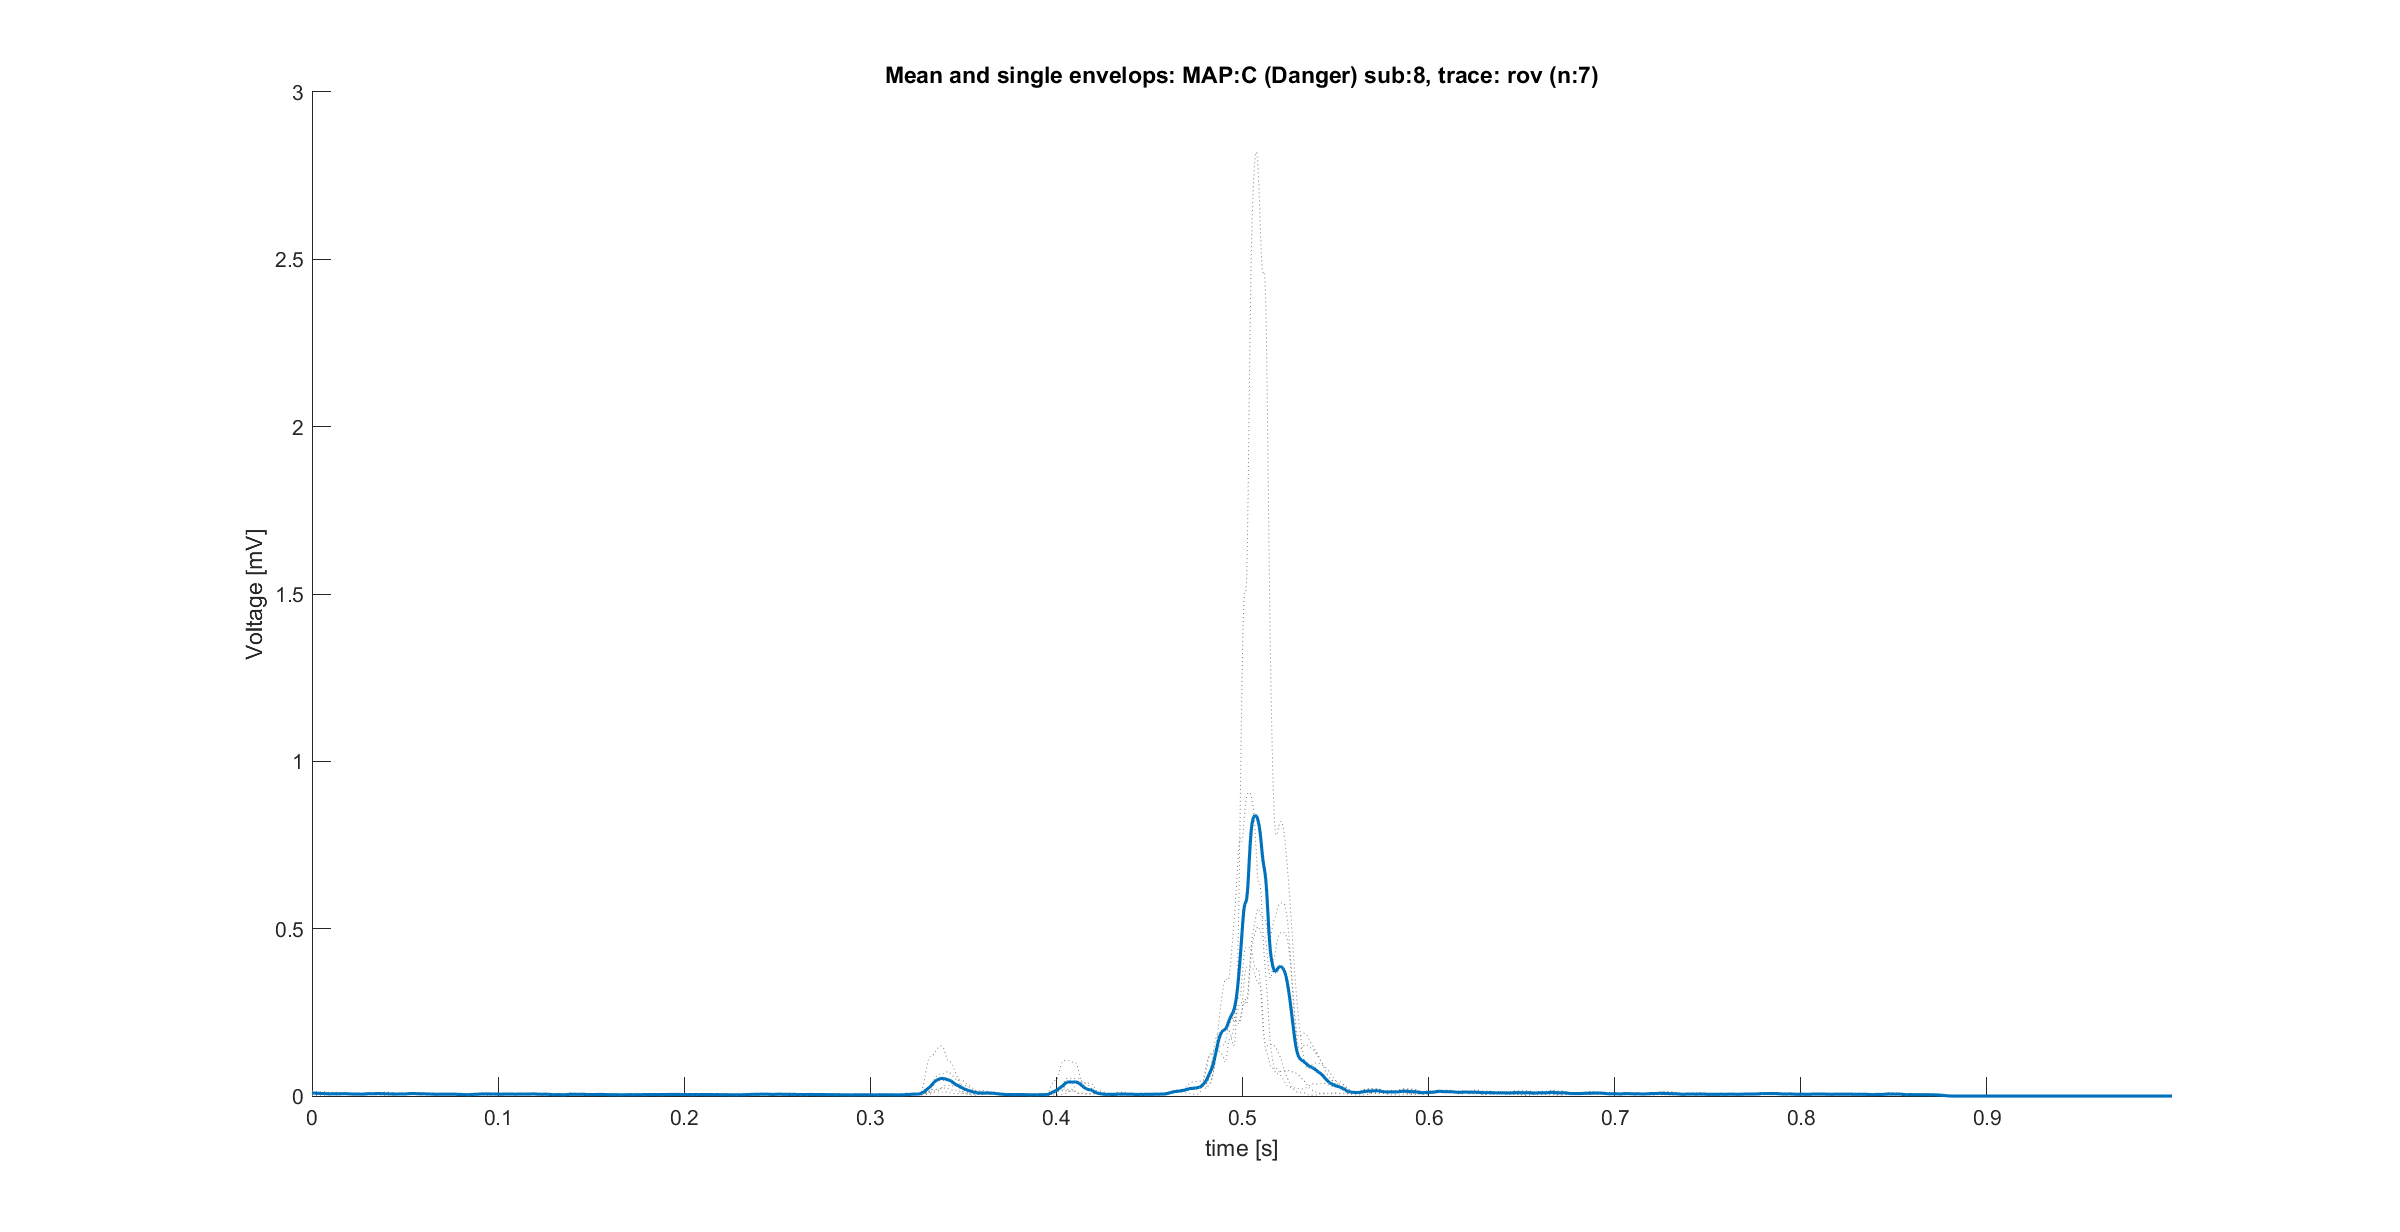 Mean and single envelops: MAP:C (Danger) sub:8, trace: rov (n:7)
3
2.5
2
1.5
1
0.5
0
Voltage [mV]
0 0.1 0.2 0.3 0.4 0.5 0.6 0.7 0.8 0.9
time [s]